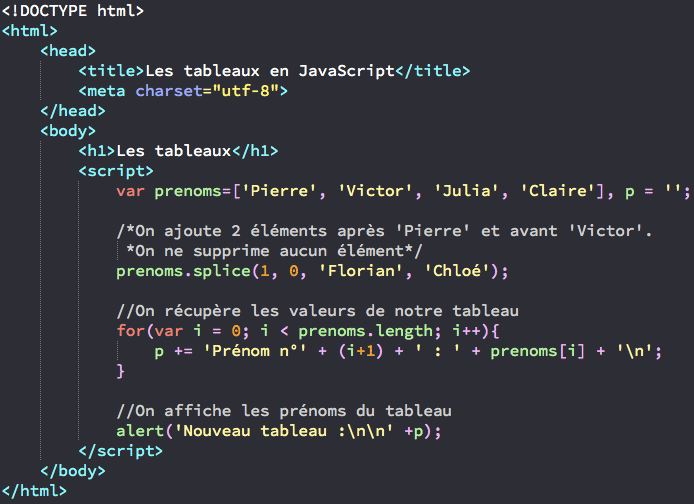 <!DOCTYPE html>
<html>
    <head>
        <title>Les tableaux en JavaScript</title>
        <meta charset="utf-8">
    </head>
    <body>
        <h1>Les tableaux</h1>
        <script>
            var prenoms=['Pierre', 'Victor', 'Julia', 'Claire'], p = '';

            /*On ajoute 2 éléments après 'Pierre' et avant 'Victor'.
             *On ne supprime aucun élément*/
            prenoms.splice(1, 0, 'Florian', 'Chloé');

            //On récupère les valeurs de notre tableau
            for(var i = 0; i < prenoms.length; i++){
                p += 'Prénom n°' + (i+1) + ' : ' + prenoms[i] + '\n';
            }

            //On affiche les prénoms du tableau
            alert('Nouveau tableau :\n\n' +p);
        </script>
    </body>
</html>